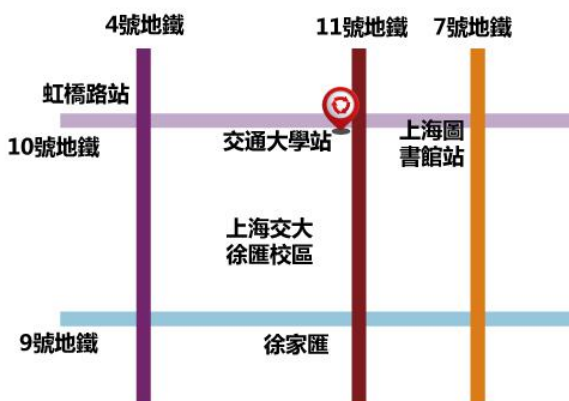 4號地鐵
11號地鐵
7號地鐵
虹橋路站
10號地鐵
交通大學站
上海圖
書館站
上海交大
徐匯校區
9號地鐵
徐家匯